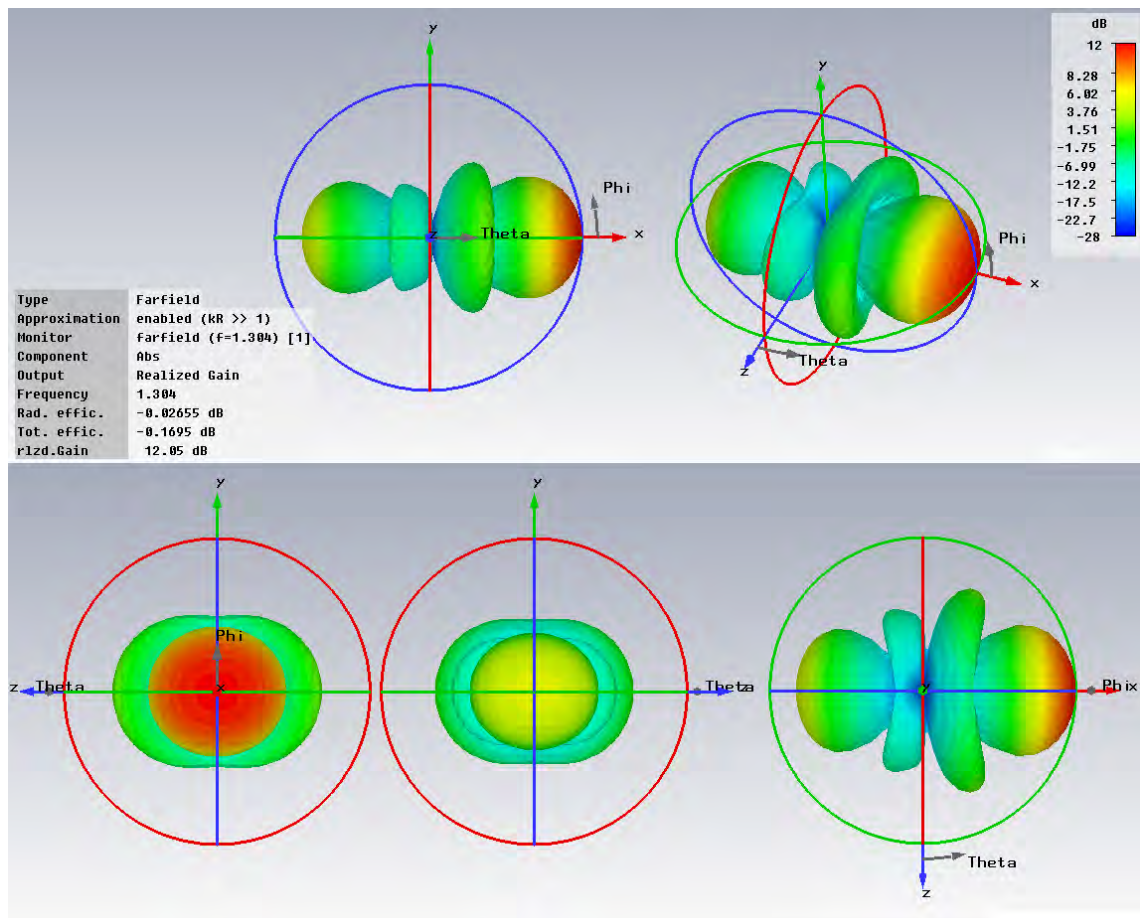 y
Phi
z
Theta
x
y
Phi
x
Theta
z
dB
12
8.28
6.02
3.76
1.51
-1.75
-6.99
-12.2
-17.5
-22.7
-28
Type Farfield
Approximation enabled (kR >> 1)
Monitor farfield (f=1.304) [1]
Component Abs
Output Realized Gain
Frequency 1.304
Rad. effic. -0.02655 dB
Tot. effic. -0.1695 dB
rlzd.Gain 12.05 dB
y
Phi
z Theta
x
y
Theta z
y
Phi x
Theta
z